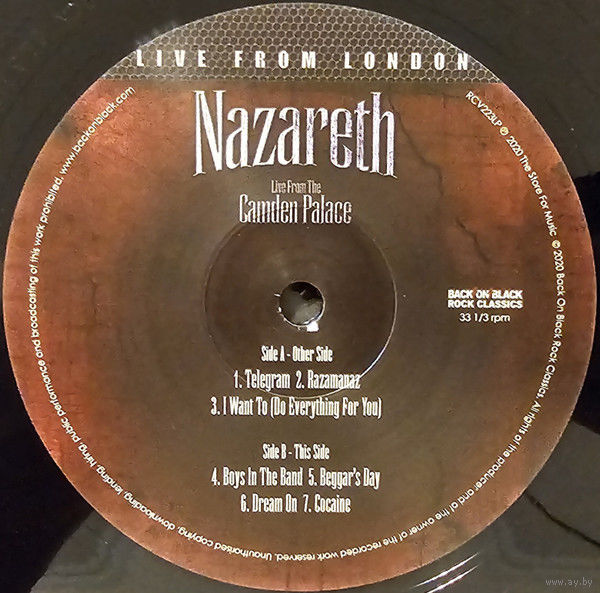 LIVE FROM LONDON
Nazareth
Live From The
Camden Palace
BACK ON BLACK
ROCK CLASSICS
33 1/3 rpm
Side A - Other Side
1. Telegram 2. Razamanaz
3. I Want To (Do Everything For You)
Side B - This Side
4. Boys In The Band 5. Beggar's Day
6. Dream On 7. Cocaine
RCV223LP ℗ 2020 The Store For Music © 2020 Back On Black Rock Classics. All rights of the producer and of the owner of the recorded work reserved. Unauthorised copying, downloading, lending, hiring, public performance and broadcasting of this work prohibited. www.backonblack.com
www.ay.by